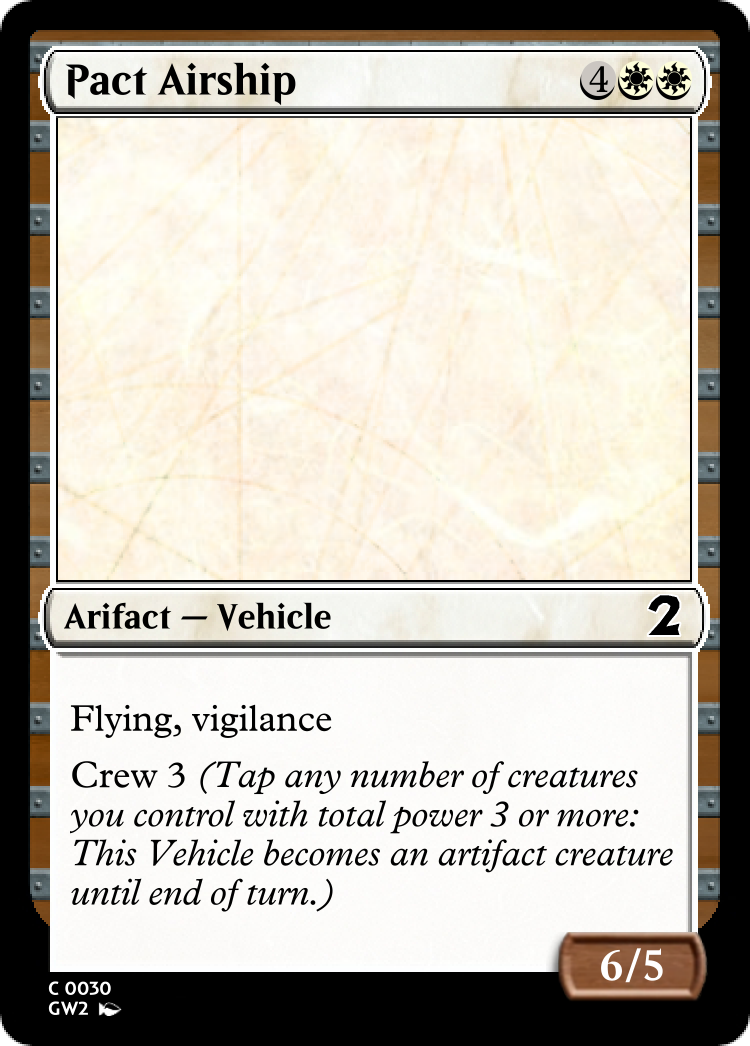 Pact Airship 4
Arifact — Vehicle 2
Flying, vigilance
Crew 3 (Tap any number of creatures
you control with total power 3 or more:
This Vehicle becomes an artifact creature
until end of turn.)
6/5
C 0030
GW2